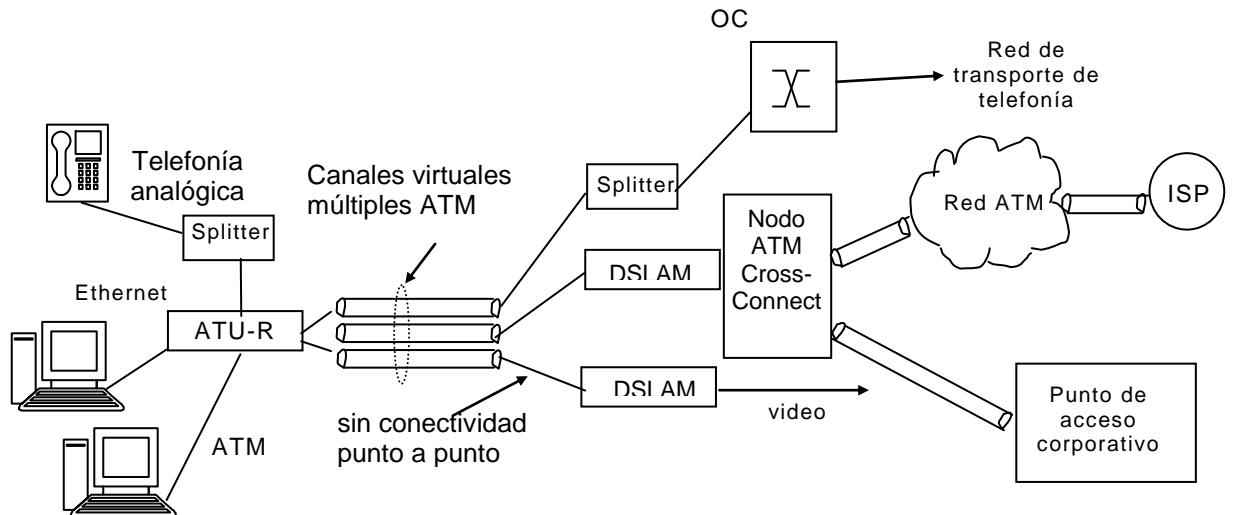 OC
Red de
transporte de
telefonía
Telefonía
analógica
Canales virtuales
múltiples ATM
Splitter
Splitter
Red ATM
ISP
Nodo
ATM
Cross-
Connect
DSLAM
Ethernet
ATU-R
DSLAM
video
sin conectividad
punto a punto
ATM
Punto de
acceso
corporativo